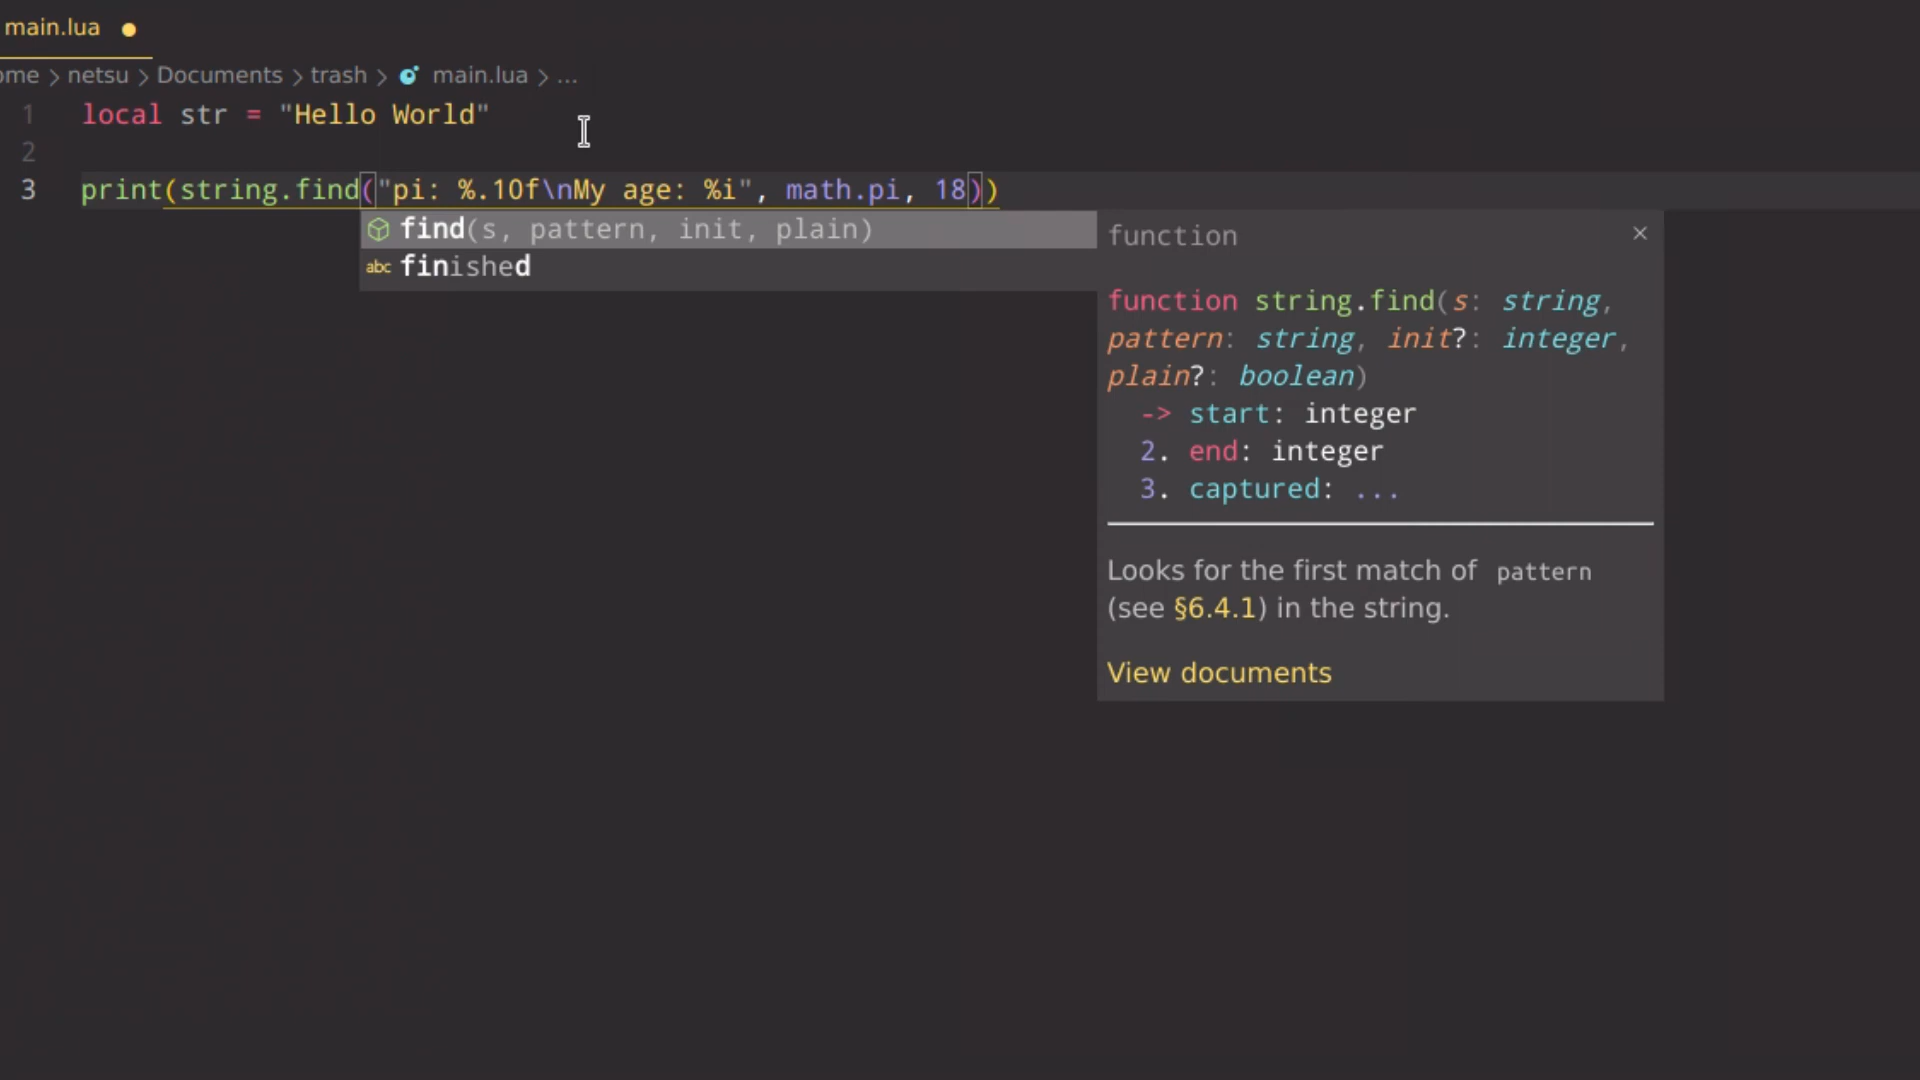 main.lua
ome > netsu > Documents > trash > main.lua > ...
1 local str = "Hello World"
2
3 print(string.find("pi: %.10f\nMy age: %i", math.pi, 18))
find(s, pattern, init, plain)
abc finished
function
function string.find(s: string,
pattern: string, init?: integer,
plain?: boolean)
-> start: integer
2. end: integer
3. captured: ...
Looks for the first match of pattern
(see §6.4.1) in the string.
View documents